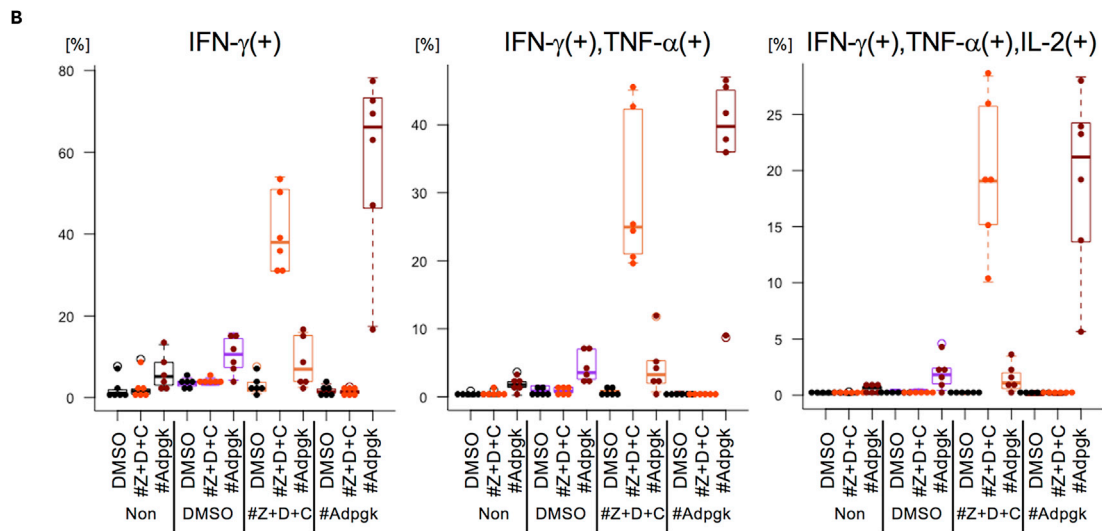 B
IFN-γ(+)
IFN-γ(+),TNF-α(+)
IFN-γ(+),TNF-α(+),IL-2(+)
[%]
[%]
[%]
80
60
40
20
0
40
30
20
10
0
25
20
15
10
5
0
DMSO
#Z+D+C
#Adpgk
DMSO
#Z+D+C
#Adpgk
DMSO
#Z+D+C
#Adpgk
DMSO
#Z+D+C
#Adpgk
Non
DMSO
#Z+D+C
#Adpgk
DMSO
#Z+D+C
#Adpgk
DMSO
#Z+D+C
#Adpgk
DMSO
#Z+D+C
#Adpgk
DMSO
#Z+D+C
#Adpgk
Non
DMSO
#Z+D+C
#Adpgk
DMSO
#Z+D+C
#Adpgk
DMSO
#Z+D+C
#Adpgk
DMSO
#Z+D+C
#Adpgk
DMSO
#Z+D+C
#Adpgk
Non
DMSO
#Z+D+C
#Adpgk